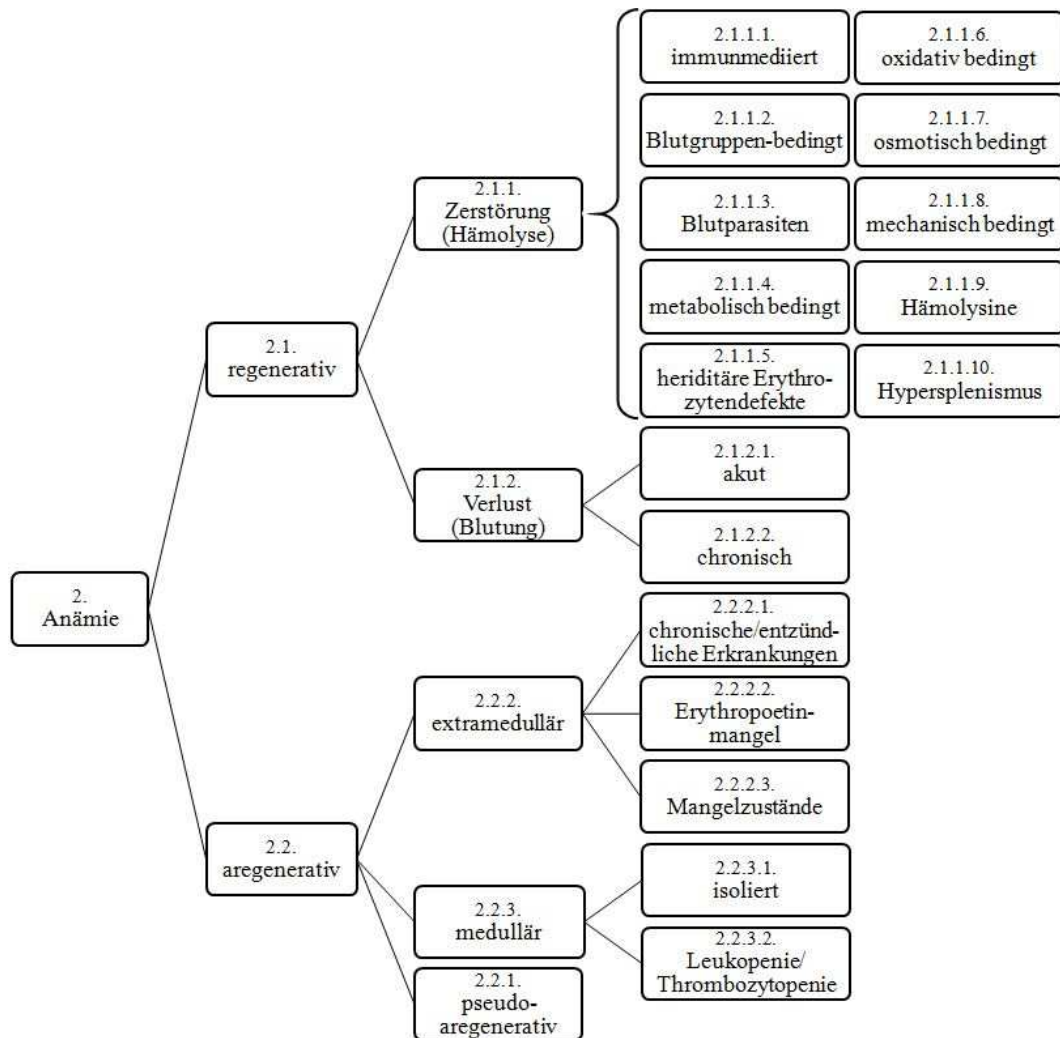 2.
Anämie
2.1.
regenerativ
2.1.1.
Zerstörung
(Hämolyse)
2.1.1.1.
immunmediiert
2.1.1.2.
Blutgruppen-bedingt
2.1.1.3.
Blutparasiten
2.1.1.4.
metabolisch bedingt
2.1.1.5.
heriditäre Erythro-
zytendefekte
2.1.1.6.
oxidativ bedingt
2.1.1.7.
osmotisch bedingt
2.1.1.8.
mechanisch bedingt
2.1.1.9.
Hämolysine
2.1.1.10.
Hypersplenismus
2.1.2.
Verlust
(Blutung)
2.1.2.1.
akut
2.1.2.2.
chronisch
2.2.
aregenerativ
2.2.2.
extramedullär
2.2.2.1.
chronische/entzünd-
liche Erkrankungen
2.2.2.2.
Erythropoetin-
mangel
2.2.2.3.
Mangelzustände
2.2.3.
medullär
2.2.3.1.
isoliert
2.2.3.2.
Leukopenie/
Thrombozytopenie
2.2.1.
pseudo-
aregenerativ